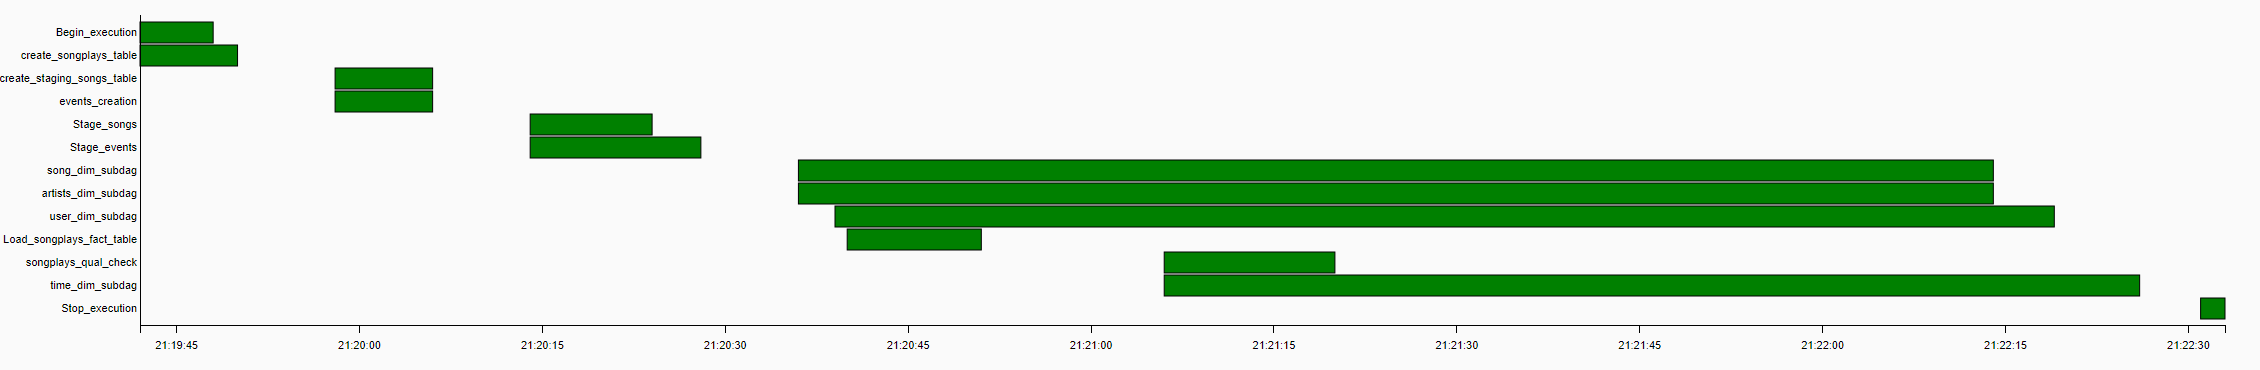 Begin_execution
create_songplays_table
create_staging_songs_table
events_creation
Stage_songs
Stage_events
song_dim_subdag
artists_dim_subdag
user_dim_subdag
Load_songplays_fact_table
songplays_qual_check
time_dim_subdag
Stop_execution
21:19:45 21:20:00 21:20:15 21:20:30 21:20:45 21:21:00 21:21:15 21:21:30 21:21:45 21:22:00 21:22:15 21:22:30